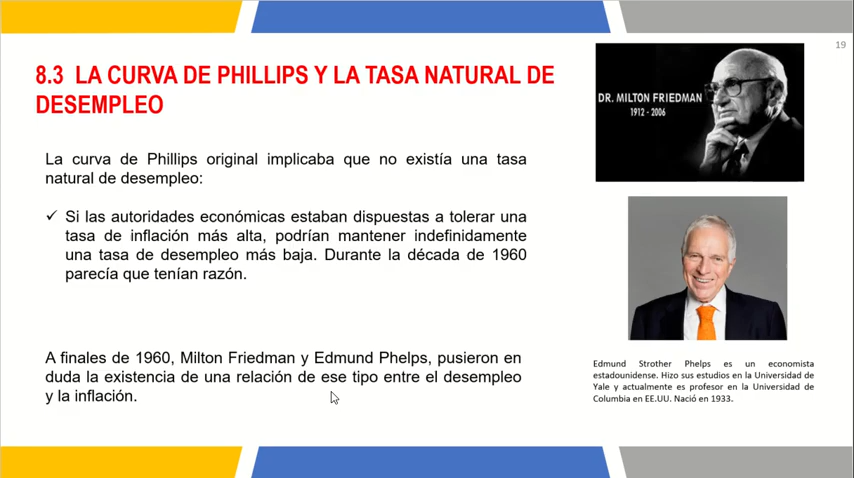 19
8.3 LA CURVA DE PHILLIPS Y LA TASA NATURAL DE
DESEMPLEO
La curva de Phillips original implicaba que no existía una tasa
natural de desempleo:
✓ Si las autoridades económicas estaban dispuestas a tolerar una
tasa de inflación más alta, podrían mantener indefinidamente
una tasa de desempleo más baja. Durante la década de 1960
parecía que tenían razón.
A finales de 1960, Milton Friedman y Edmund Phelps, pusieron en
duda la existencia de una relación de ese tipo entre el desempleo
y la inflación.
DR. MILTON FRIEDMAN
1912 - 2006
Edmund Strother Phelps es un economista
estadounidense. Hizo sus estudios en la Universidad de
Yale y actualmente es profesor en la Universidad de
Columbia en EE.UU. Nació en 1933.